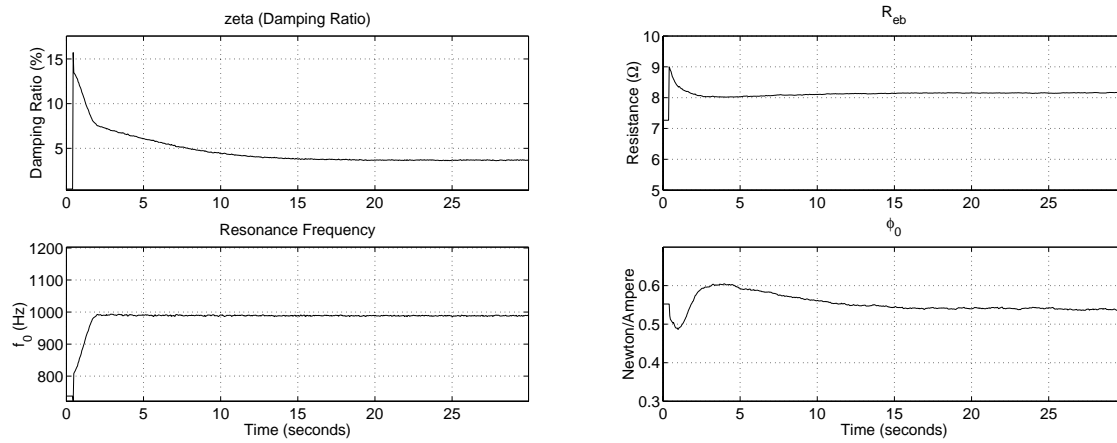 zeta (Damping Ratio)
Damping Ratio (%)
15
10
5
0 5 10 15 20 25
R_eb
Resistance (Ω)
10
9
8
7
6
5
0 5 10 15 20 25
Resonance Frequency
f_0 (Hz)
1200
1100
1000
900
800
0 5 10 15 20 25
Time (seconds)
ϕ_0
Newton/Ampere
0.6
0.5
0.4
0.3
0 5 10 15 20 25
Time (seconds)